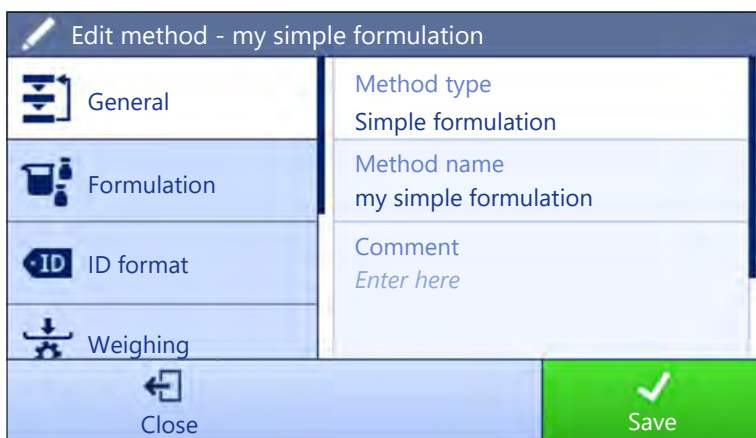 Edit method - my simple formulation
General
Formulation
ID
ID format
Weighing
Method type
Simple formulation
Method name
my simple formulation
Comment
Enter here
Close
Save